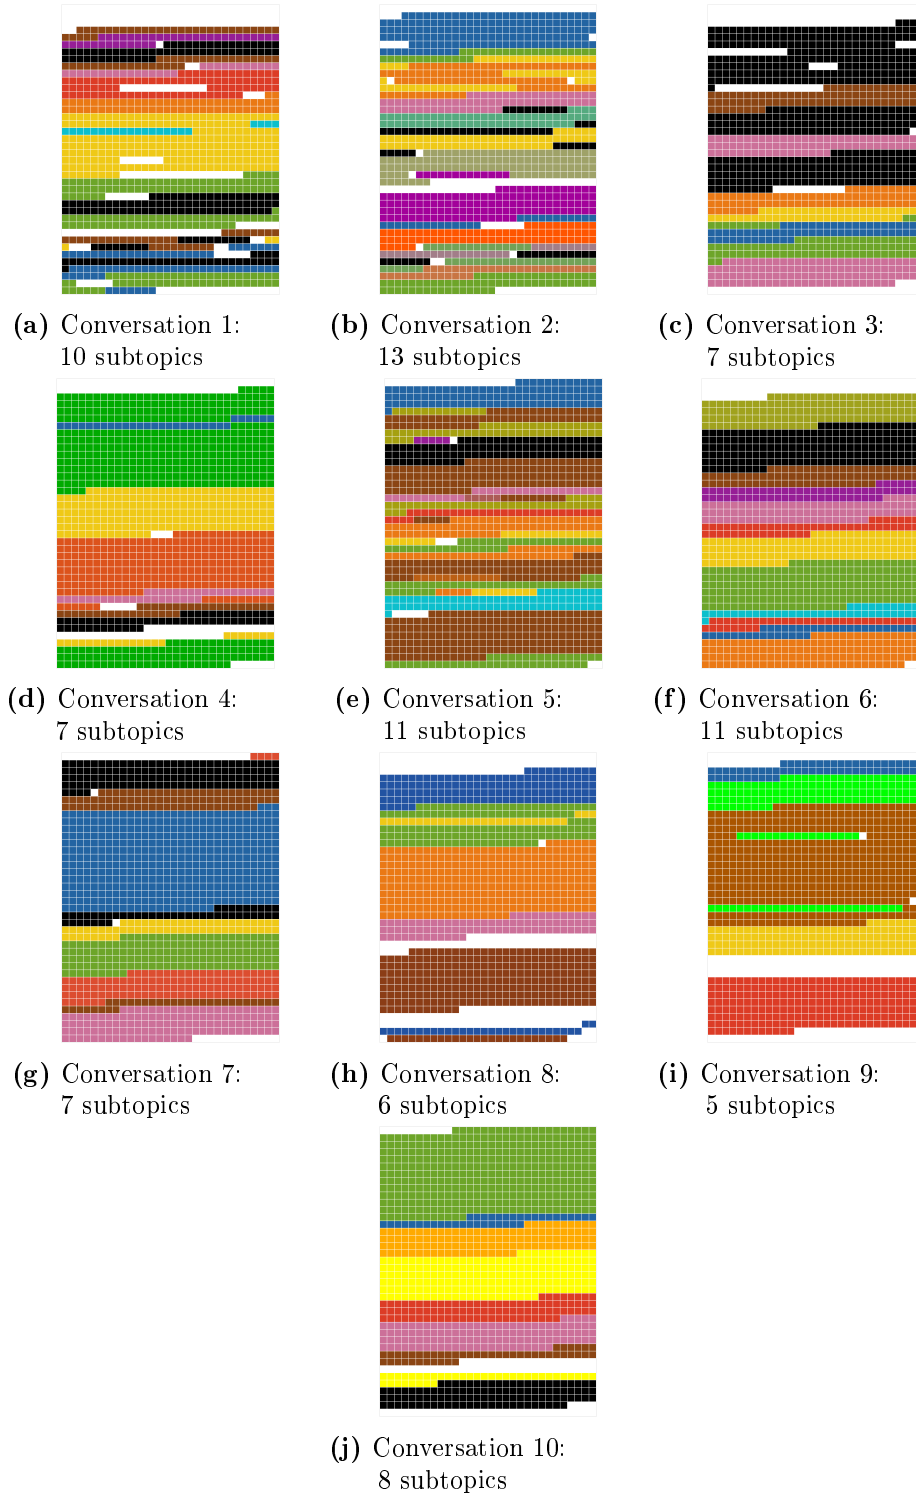 (a) Conversation 1:
10 subtopics
(b) Conversation 2:
13 subtopics
(c) Conversation 3:
7 subtopics
(d) Conversation 4:
7 subtopics
(e) Conversation 5:
11 subtopics
(f) Conversation 6:
11 subtopics
(g) Conversation 7:
7 subtopics
(h) Conversation 8:
6 subtopics
(i) Conversation 9:
5 subtopics
(j) Conversation 10:
8 subtopics